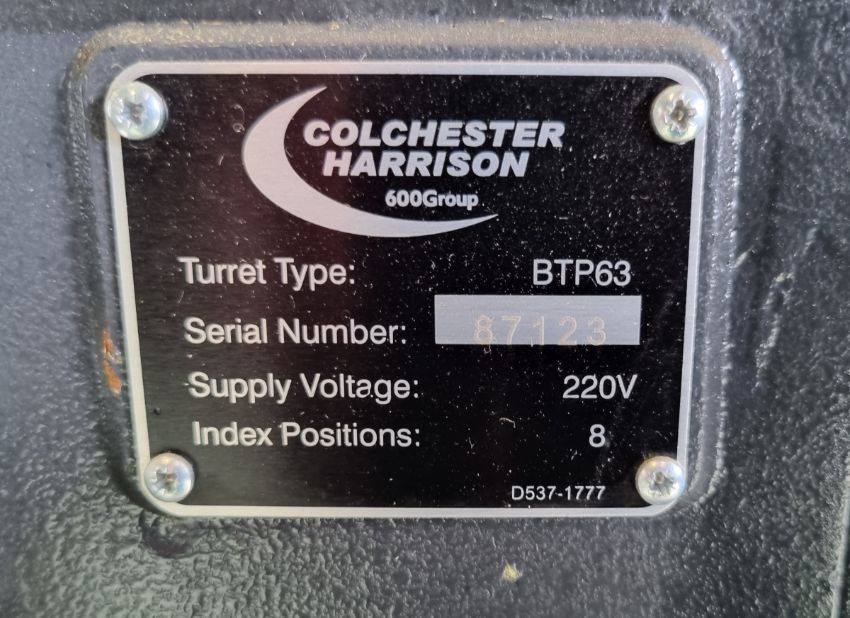 COLCHESTER
HARRISON
600Group
Turret Type: BTP63
Serial Number: 87123
Supply Voltage: 220V
Index Positions: 8
D537-1777